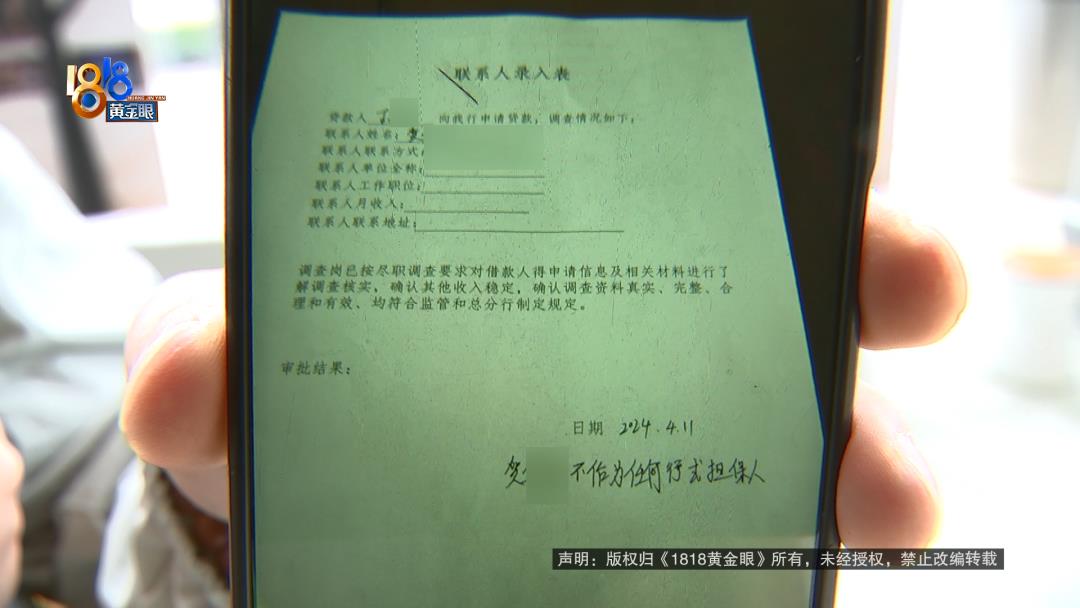 1818
HUANG JIN YAN
黄金眼
联系人录入表
贷款人 向我行申请贷款，调查情况如下：
联系人姓名：
联系人联系方式：
联系人单位全称：
联系人工作职位：
联系人月收入：
联系人联系地址：
调查岗已按尽职调查要求对借款人得申请信息及相关材料进行了
解调查核实，确认其他收入稳定，确认调查资料真实、完整、合
理和有效、均符合监管和总分行制定规定。
审批结果：
日期 2024.4.11
不作为任何行式担保人
声明：版权归《1818黄金眼》所有，未经授权，禁止改编转载